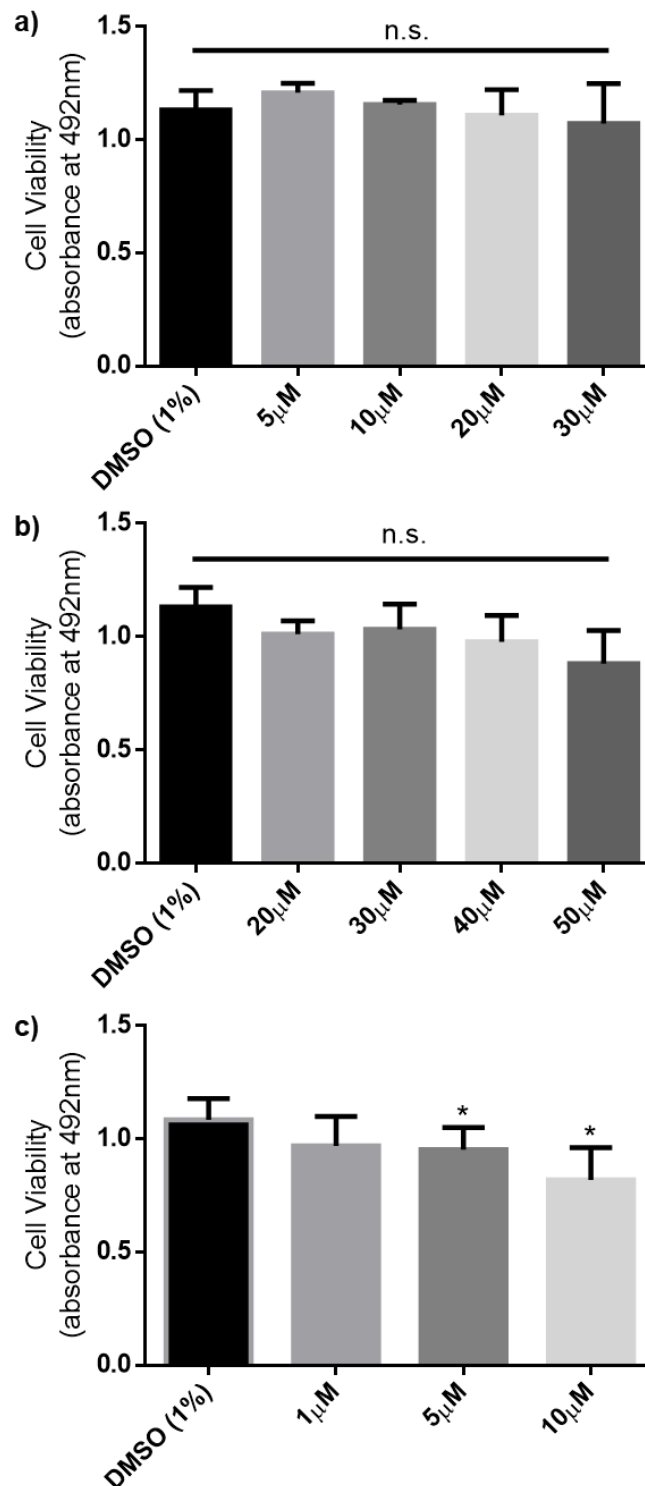 a)
n.s.
Cell Viability
(absorbance at 492nm)
1.5
1.0
0.5
0.0
DMSO (1%)
5μM
10μM
20μM
30μM
b)
n.s.
Cell Viability
(absorbance at 492nm)
1.5
1.0
0.5
0.0
DMSO (1%)
20μM
30μM
40μM
50μM
c)
Cell Viability
(absorbance at 492nm)
1.5
1.0
0.5
0.0
*
*
DMSO (1%)
1μM
5μM
10μM